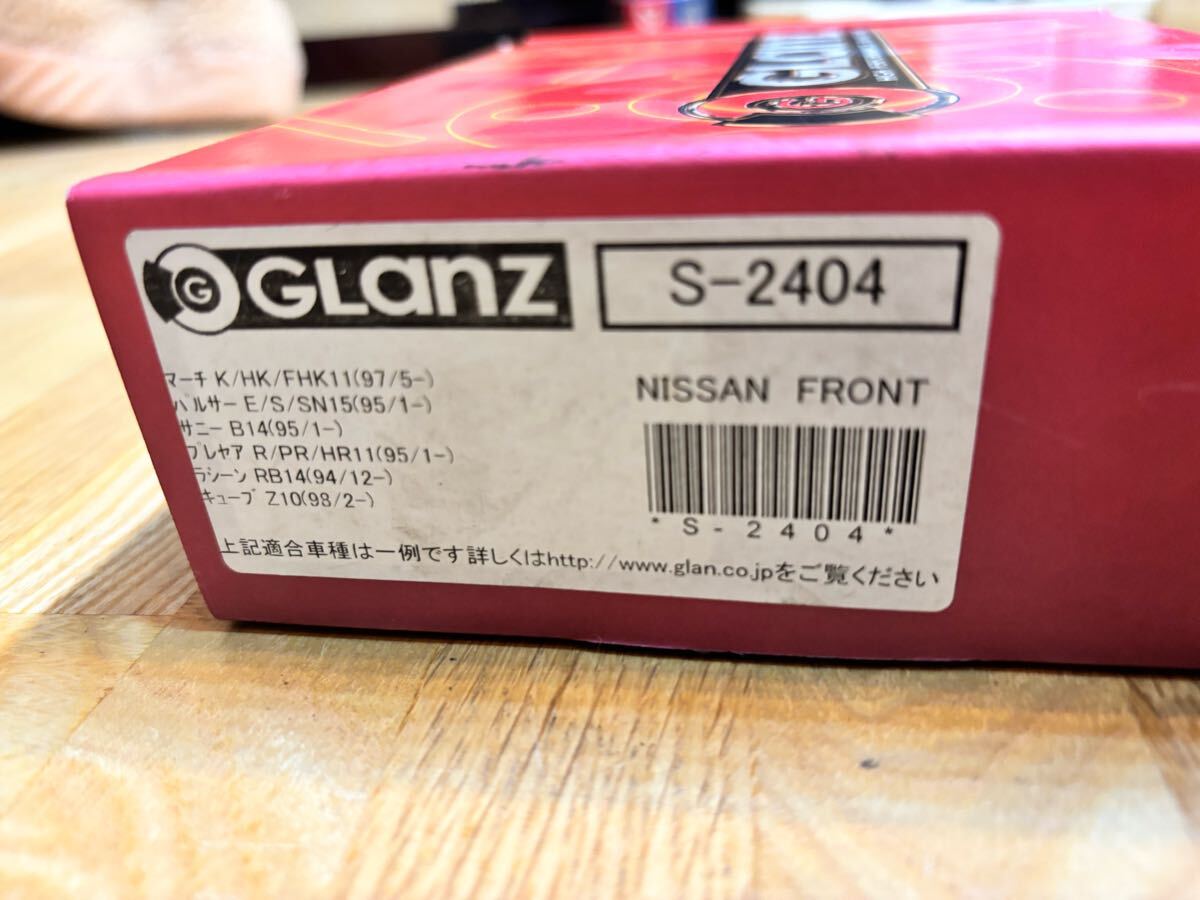 GLanz
G GLanz
S-2404
マーチ K/HK/FHK11(97/5-)
パルサー E/S/SN15(95/1-)
サニー B14(95/1-)
プレヤア R/PR/HR11(95/1-)
ラシーン RB14(94/12-)
キューブ Z10(98/2-)
NISSAN FRONT
*S-2404*
上記適合車種は一例です詳しくはhttp://www.glan.co.jpをご覧ください